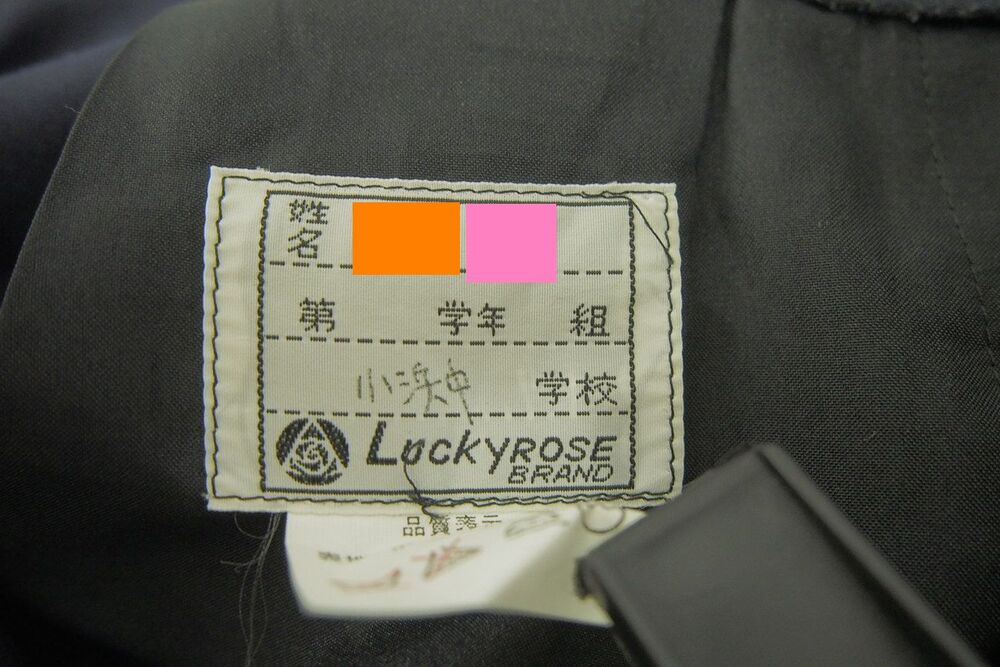 姓名
第 学年 組
小浜中 学校
LuckyROSE
BRAND
品質表示